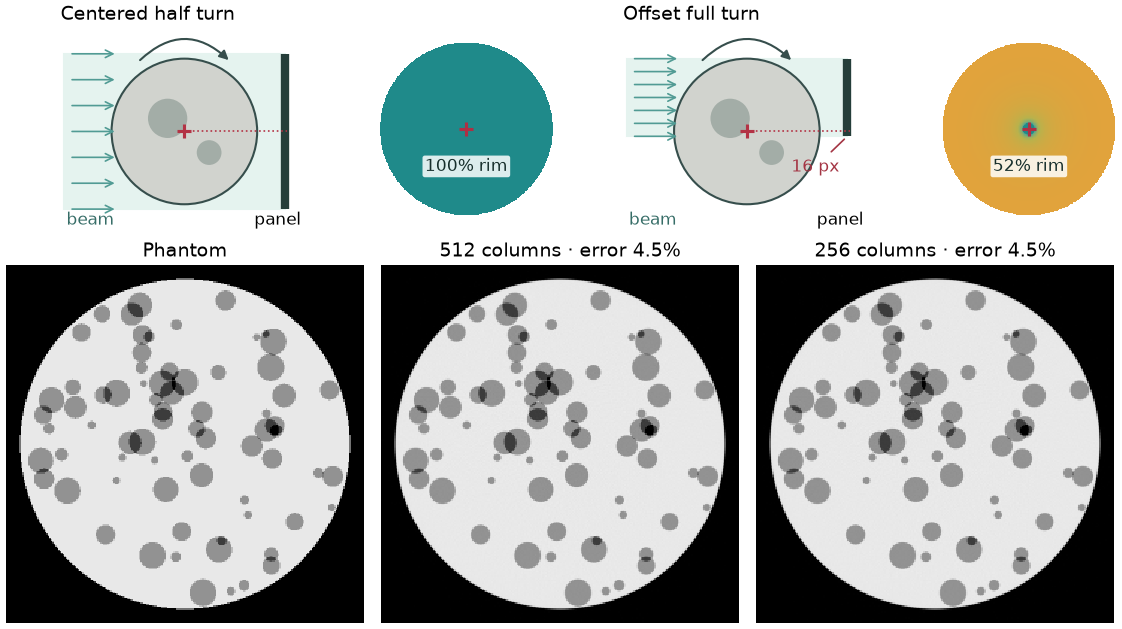 Centered half turn
Offset full turn
100% rim
16 px
52% rim
beam
panel
beam
panel
Phantom
512 columns · error 4.5%
256 columns · error 4.5%